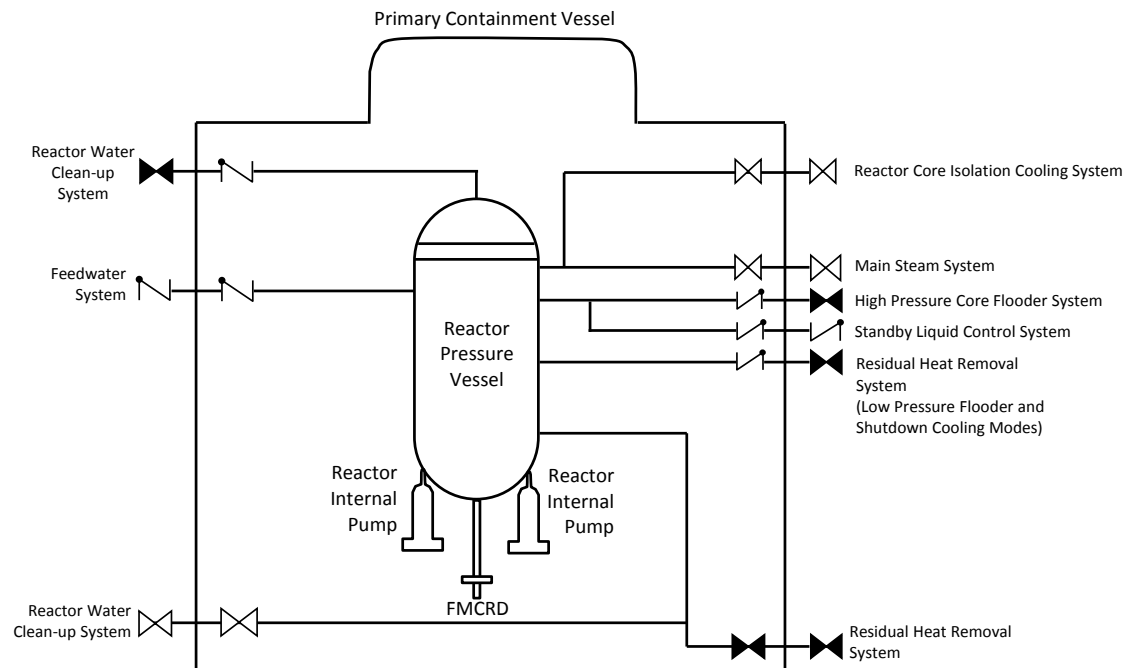 Primary Containment Vessel
Reactor Water
Clean-up
System
Reactor Core Isolation Cooling System
Feedwater
System
Main Steam System
High Pressure Core Flooder System
Standby Liquid Control System
Reactor
Pressure
Vessel
Residual Heat Removal
System
(Low Pressure Flooder and
Shutdown Cooling Modes)
Reactor
Internal
Pump
Reactor
Internal
Pump
FMCRD
Reactor Water
Clean-up System
Residual Heat Removal
System